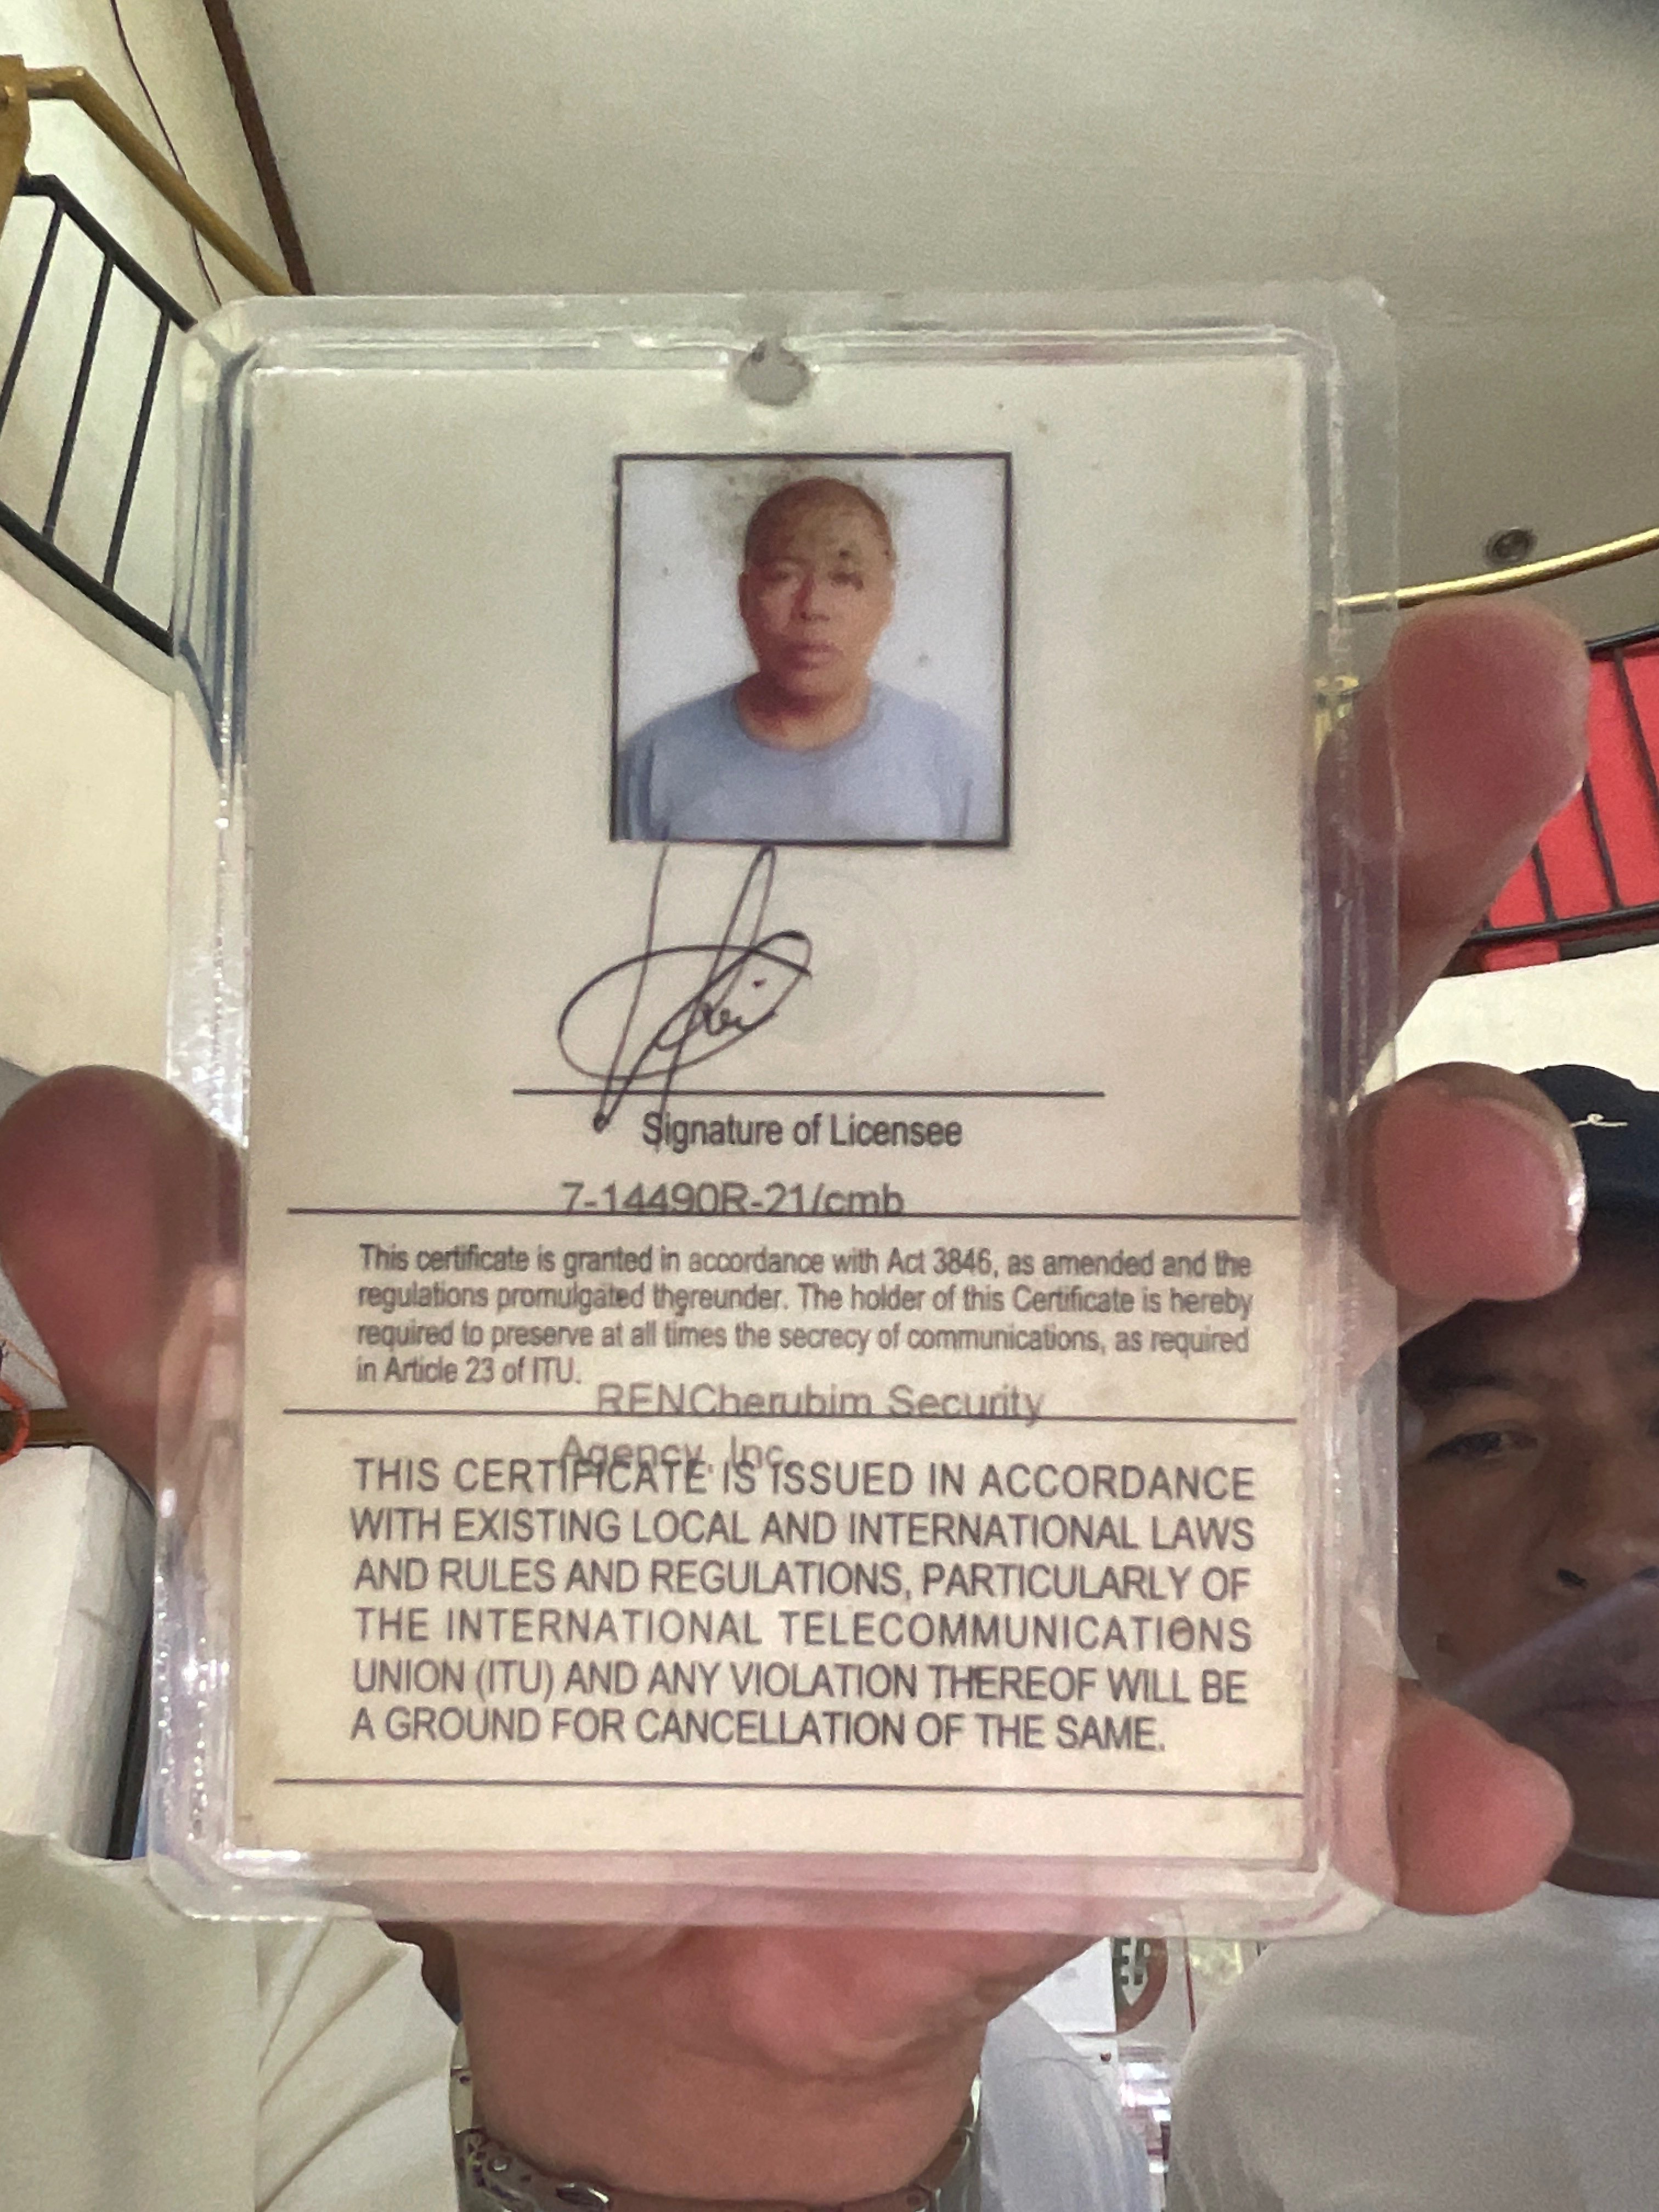 Signature of Licensee
7-14490R-21/cmb
This certificate is granted in accordance with Act 3846, as amended and the
regulations promulgated thereunder. The holder of this Certificate is hereby
required to preserve at all times the secrecy of communications, as required
in Article 23 of ITU.
RENCherubim Security
Agency, Inc.
THIS CERTIFICATE IS ISSUED IN ACCORDANCE
WITH EXISTING LOCAL AND INTERNATIONAL LAWS
AND RULES AND REGULATIONS, PARTICULARLY OF
THE INTERNATIONAL TELECOMMUNICATIONS
UNION (ITU) AND ANY VIOLATION THEREOF WILL BE
A GROUND FOR CANCELLATION OF THE SAME.